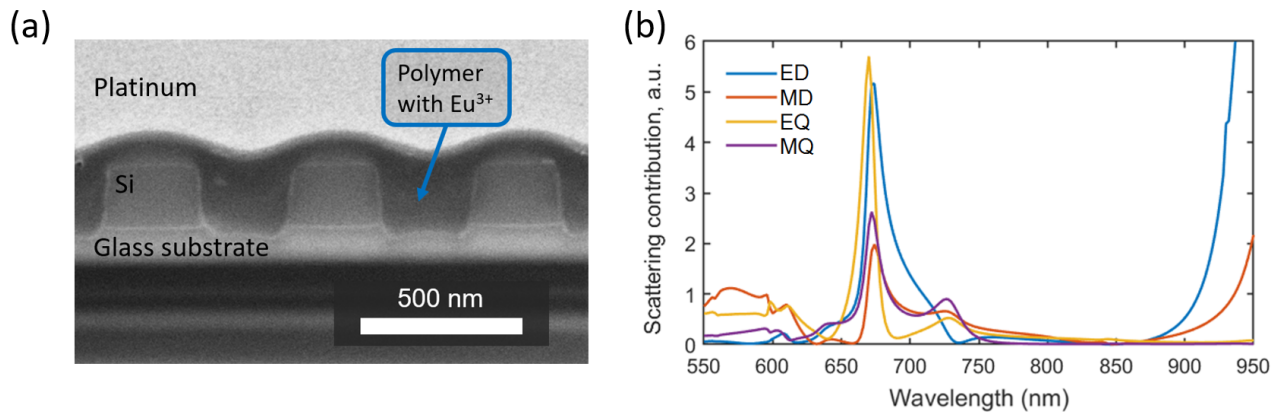 (a)
Platinum
Polymer
with Eu³⁺
Si
Glass substrate
500 nm
(b)
Scattering contribution, a.u.
6
5
4
3
2
1
0
ED
MD
EQ
MQ
550 600 650 700 750 800 850 900 950
Wavelength (nm)